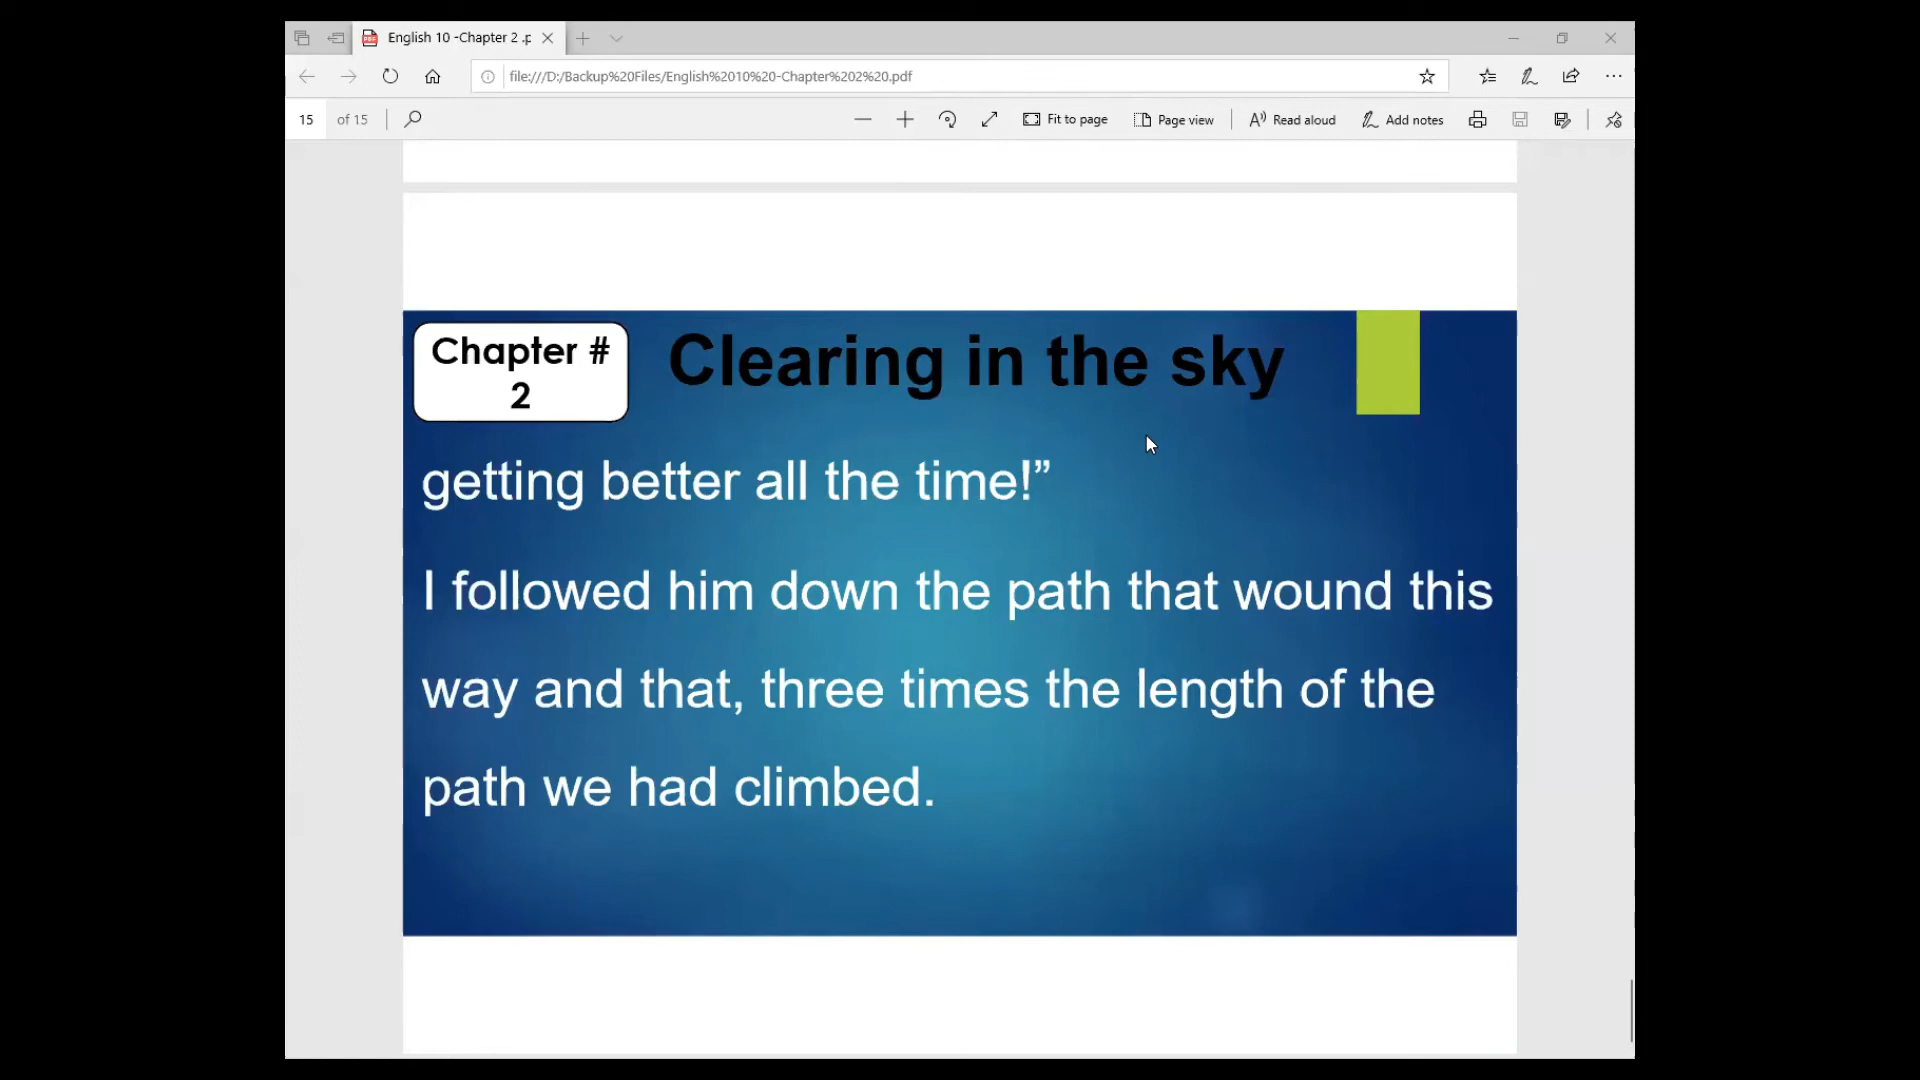 English 10 -Chapter 2 .p
file:///D:/Backup%20Files/English%2010%20-Chapter%202%20.pdf
15 of 15
Fit to page
Page view
Read aloud
Add notes
Chapter #
2
Clearing in the sky
getting better all the time!”
I followed him down the path that wound this
way and that, three times the length of the
path we had climbed.